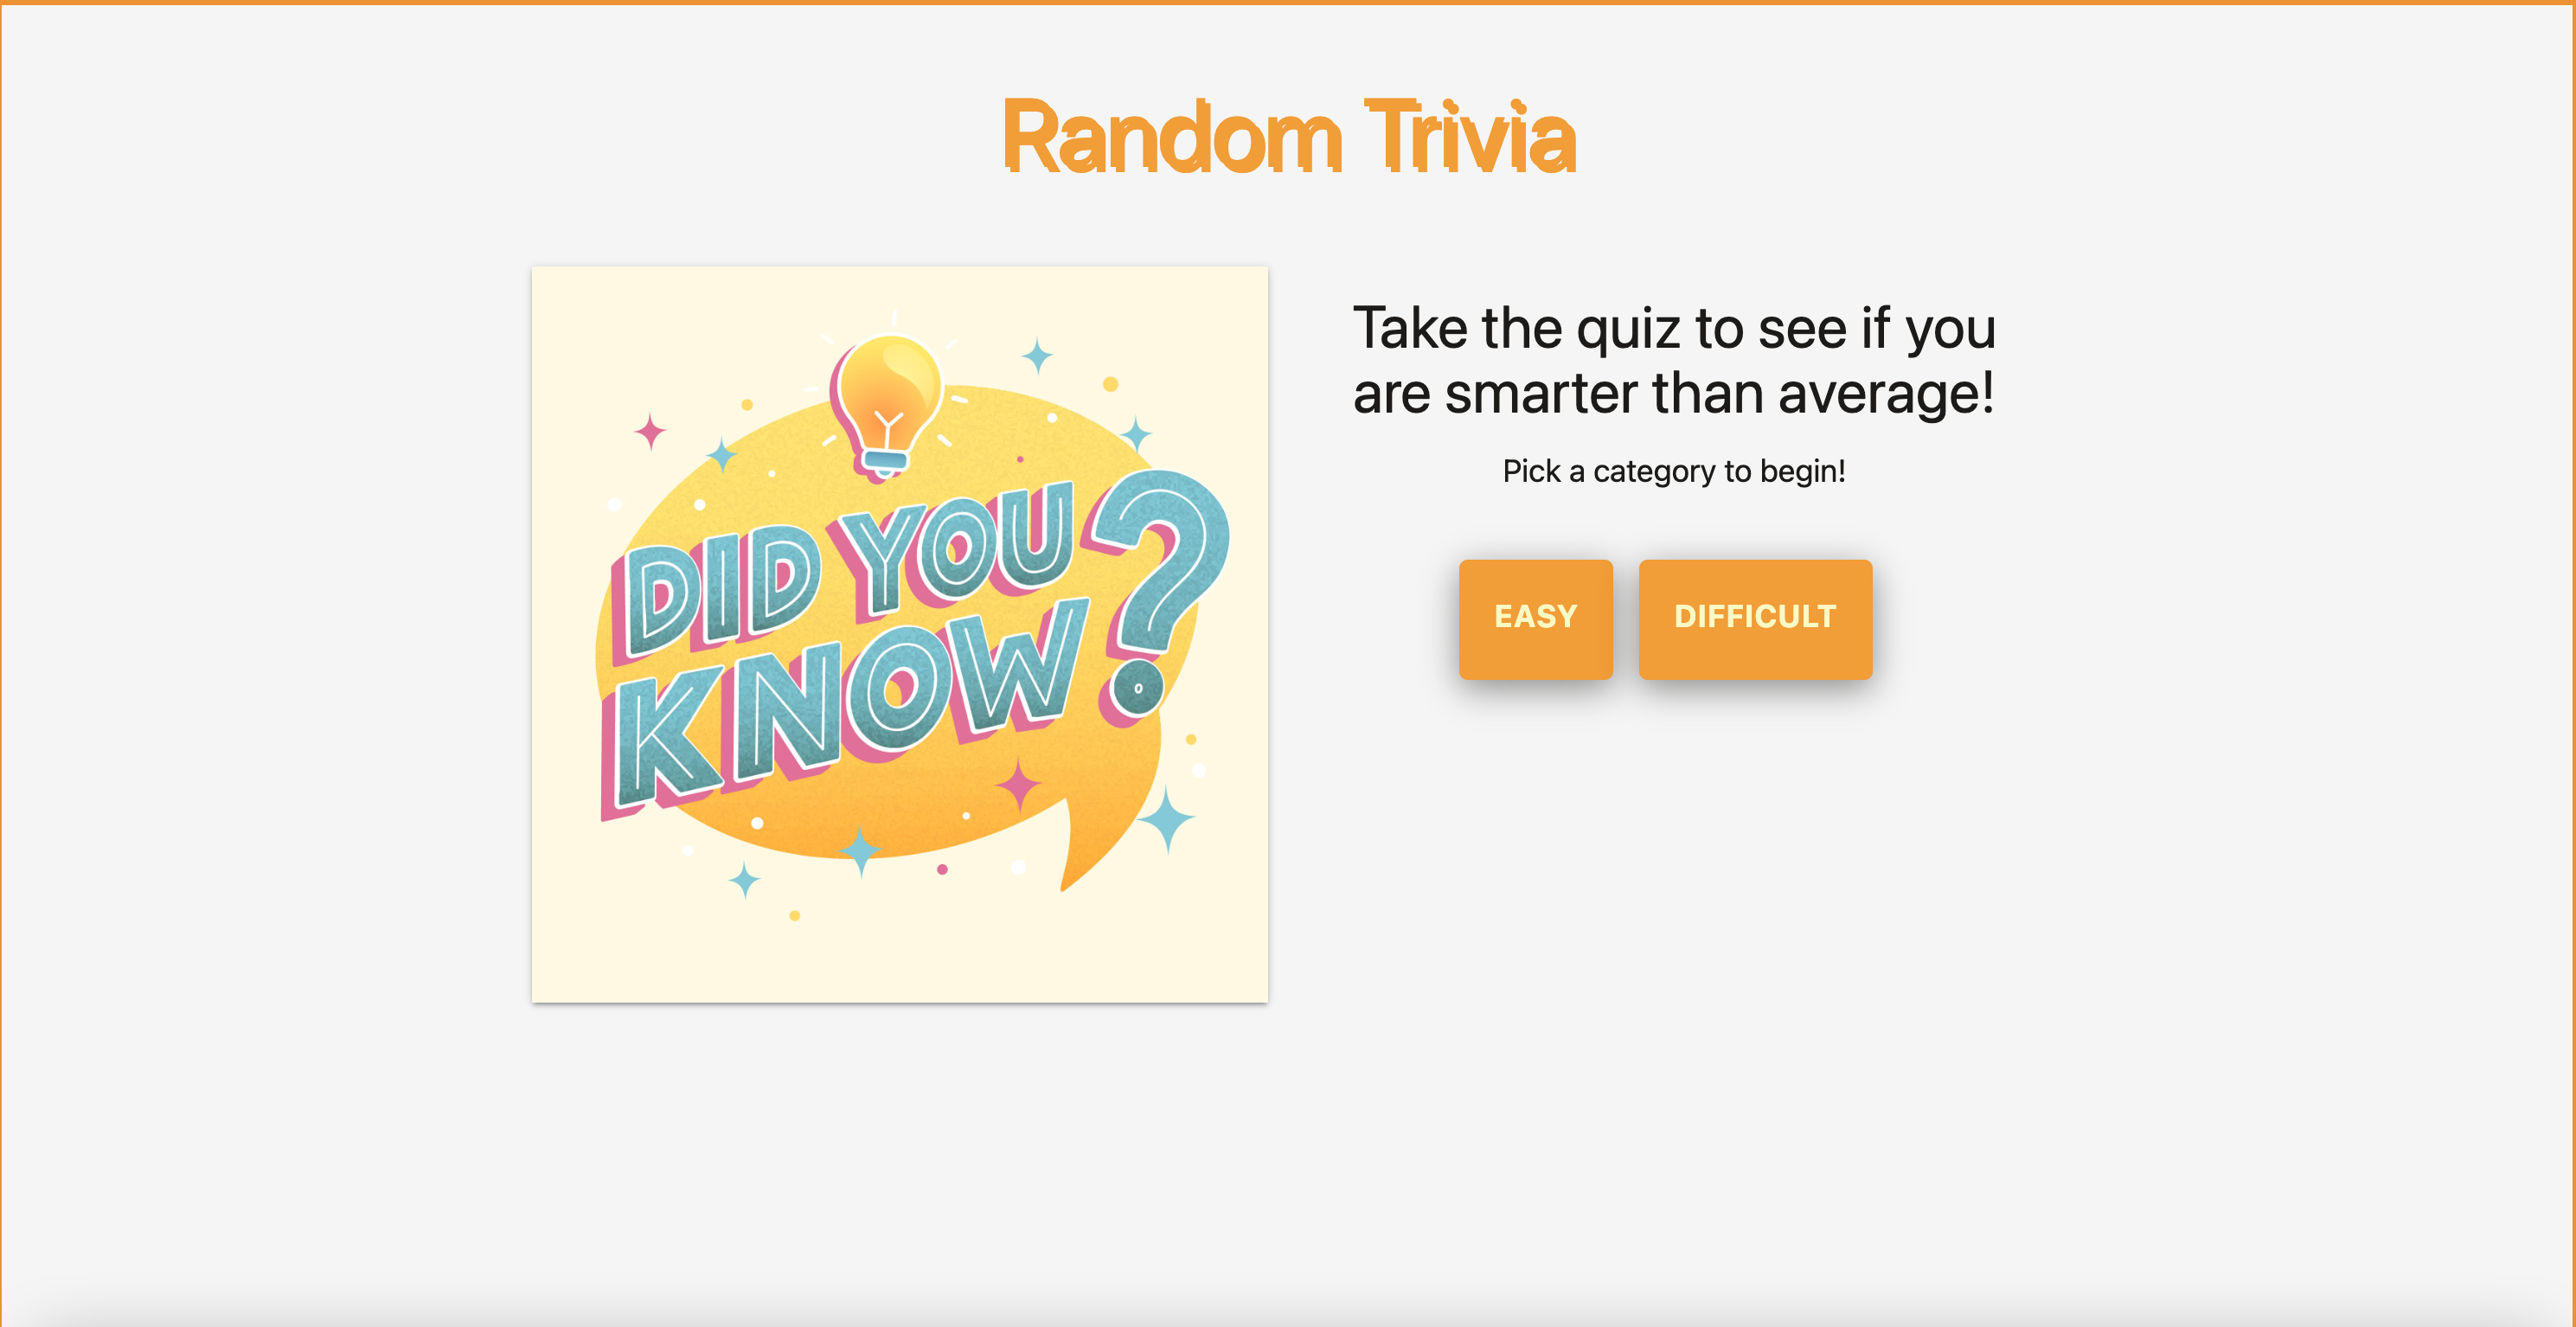 Random Trivia
DID YOU
KNOW?
Take the quiz to see if you
are smarter than average!
Pick a category to begin!
EASY
DIFFICULT